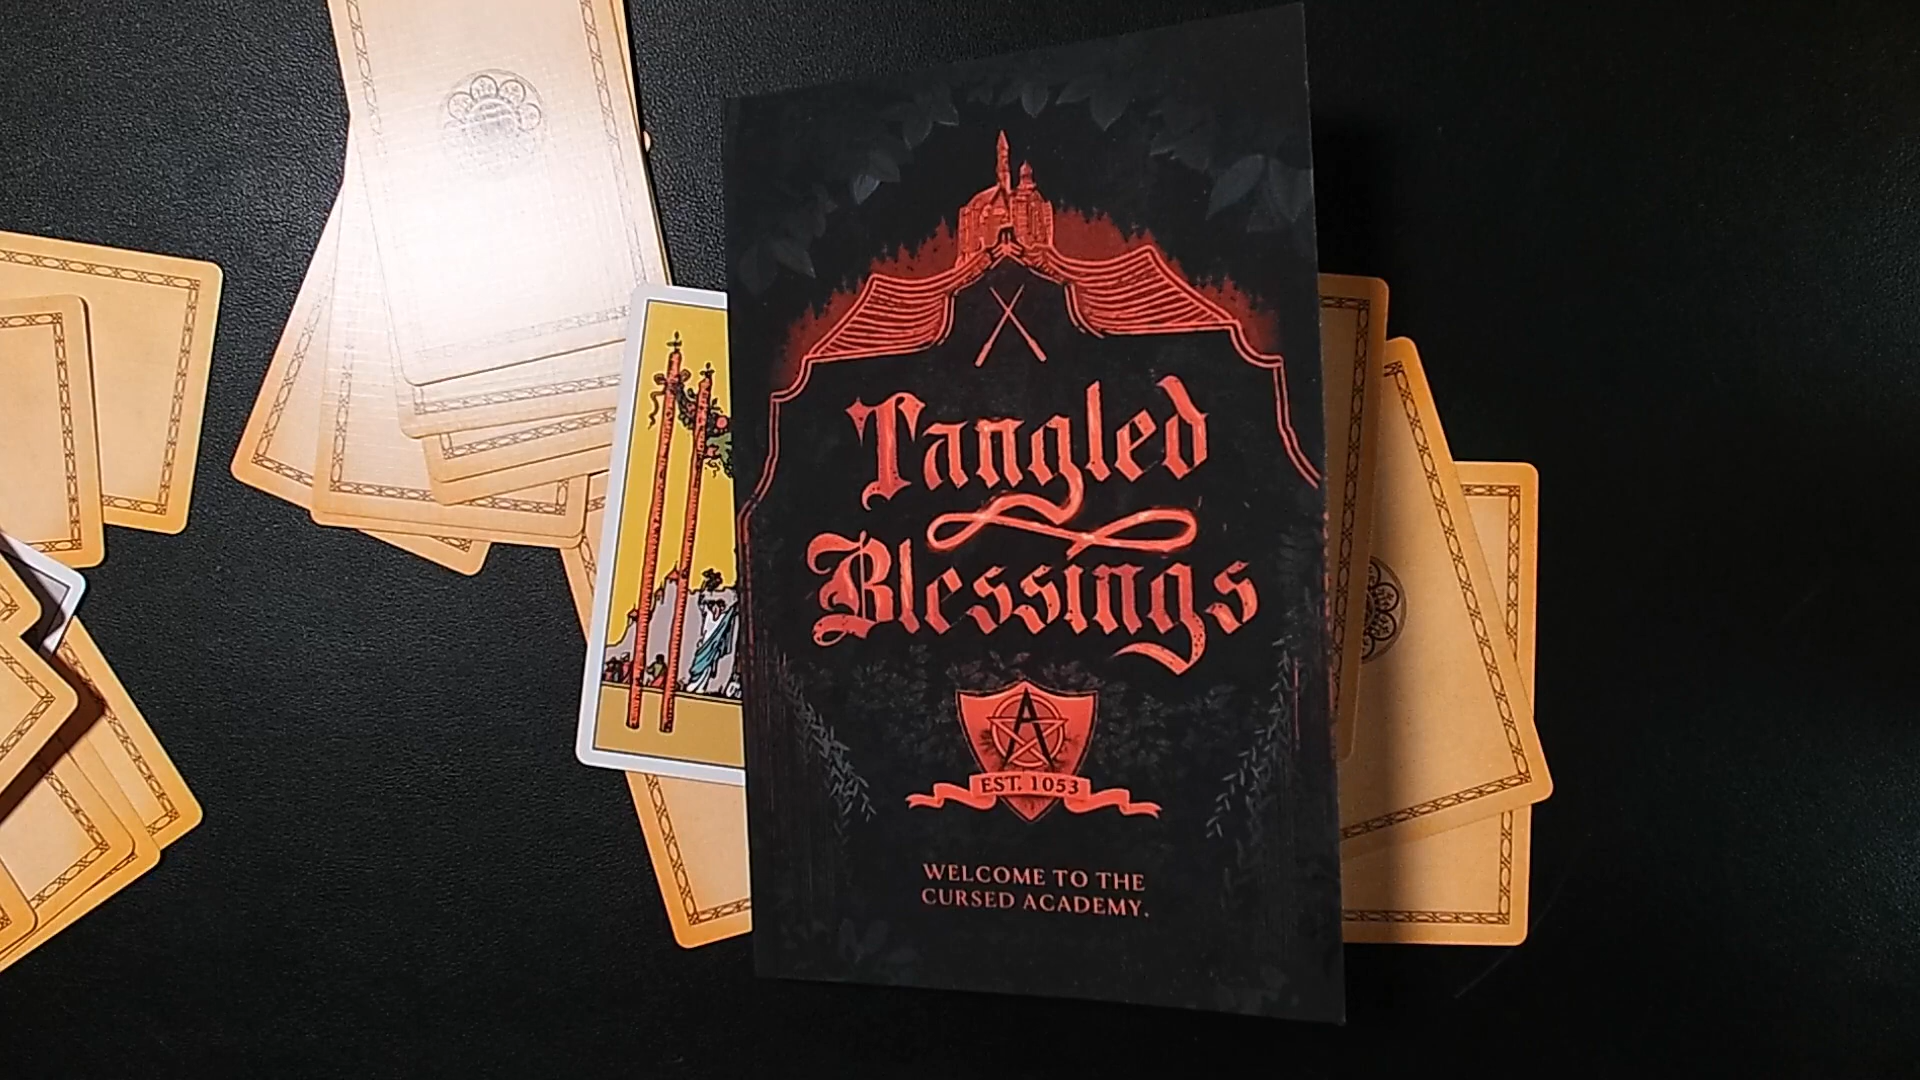 Tangled
Blessings
A
EST. 1053
WELCOME TO THE
CURSED ACADEMY.